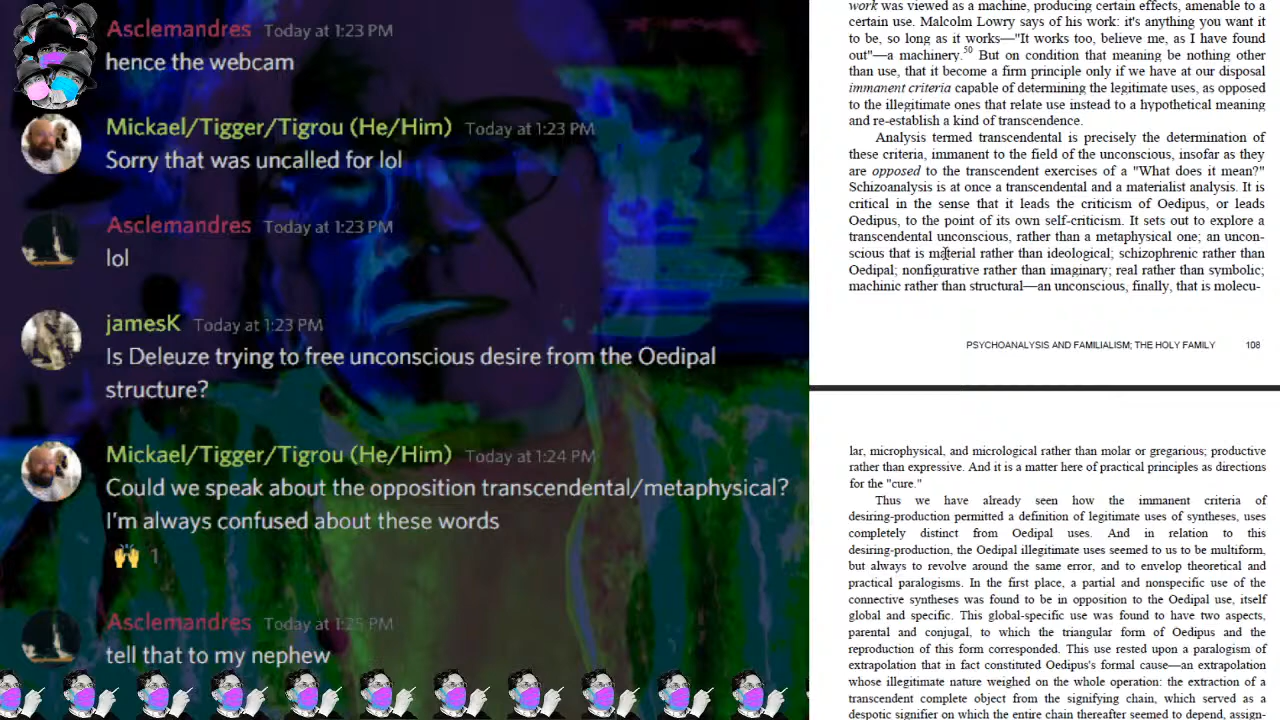 Asclemandres Today at 1:23 PM
hence the webcam
Mickael/Tigger/Tigrou (He/Him) Today at 1:23 PM
Sorry that was uncalled for lol
Asclemandres Today at 1:23 PM
lol
jamesK Today at 1:23 PM
Is Deleuze trying to free unconscious desire from the Oedipal
structure?
Mickael/Tigger/Tigrou (He/Him) Today at 1:24 PM
Could we speak about the opposition transcendental/metaphysical?
I'm always confused about these words
🙌 1
Asclemandres Today at 1:25 PM
tell that to my nephew
work was viewed as a machine, producing certain effects, amenable to a
certain use. Malcolm Lowry says of his work: it's anything you want it
to be, so long as it works—"It works too, believe me, as I have found
out"—a machinery.50 But on condition that meaning be nothing other
than use, that it become a firm principle only if we have at our disposal
immanent criteria capable of determining the legitimate uses, as opposed
to the illegitimate ones that relate use instead to a hypothetical meaning
and re-establish a kind of transcendence.
Analysis termed transcendental is precisely the determination of
these criteria, immanent to the field of the unconscious, insofar as they
are opposed to the transcendent exercises of a "What does it mean?"
Schizoanalysis is at once a transcendental and a materialist analysis. It is
critical in the sense that it leads the criticism of Oedipus, or leads
Oedipus, to the point of its own self-criticism. It sets out to explore a
transcendental unconscious, rather than a metaphysical one; an uncon-
scious that is material rather than ideological; schizophrenic rather than
Oedipal; nonfigurative rather than imaginary; real rather than symbolic;
machinic rather than structural—an unconscious, finally, that is molecu-
PSYCHOANALYSIS AND FAMILIALISM; THE HOLY FAMILY 108
lar, microphysical, and micrological rather than molar or gregarious; productive
rather than expressive. And it is a matter here of practical principles as directions
for the "cure."
Thus we have already seen how the immanent criteria of
desiring-production permitted a definition of legitimate uses of syntheses, uses
completely distinct from Oedipal uses. And in relation to this
desiring-production, the Oedipal illegitimate uses seemed to us to be multiform,
but always to revolve around the same error, and to envelop theoretical and
practical paralogisms. In the first place, a partial and nonspecific use of the
connective syntheses was found to be in opposition to the Oedipal use, itself
global and specific. This global-specific use was found to have two aspects,
parental and conjugal, to which the triangular form of Oedipus and the
reproduction of this form corresponded. This use rested upon a paralogism of
extrapolation that in fact constituted Oedipus's formal cause—an extrapolation
whose illegitimate nature weighed on the whole operation: the extraction of a
transcendent complete object from the signifying chain, which served as a
despotic signifier on which the entire chain thereafter seemed to depend, assign-